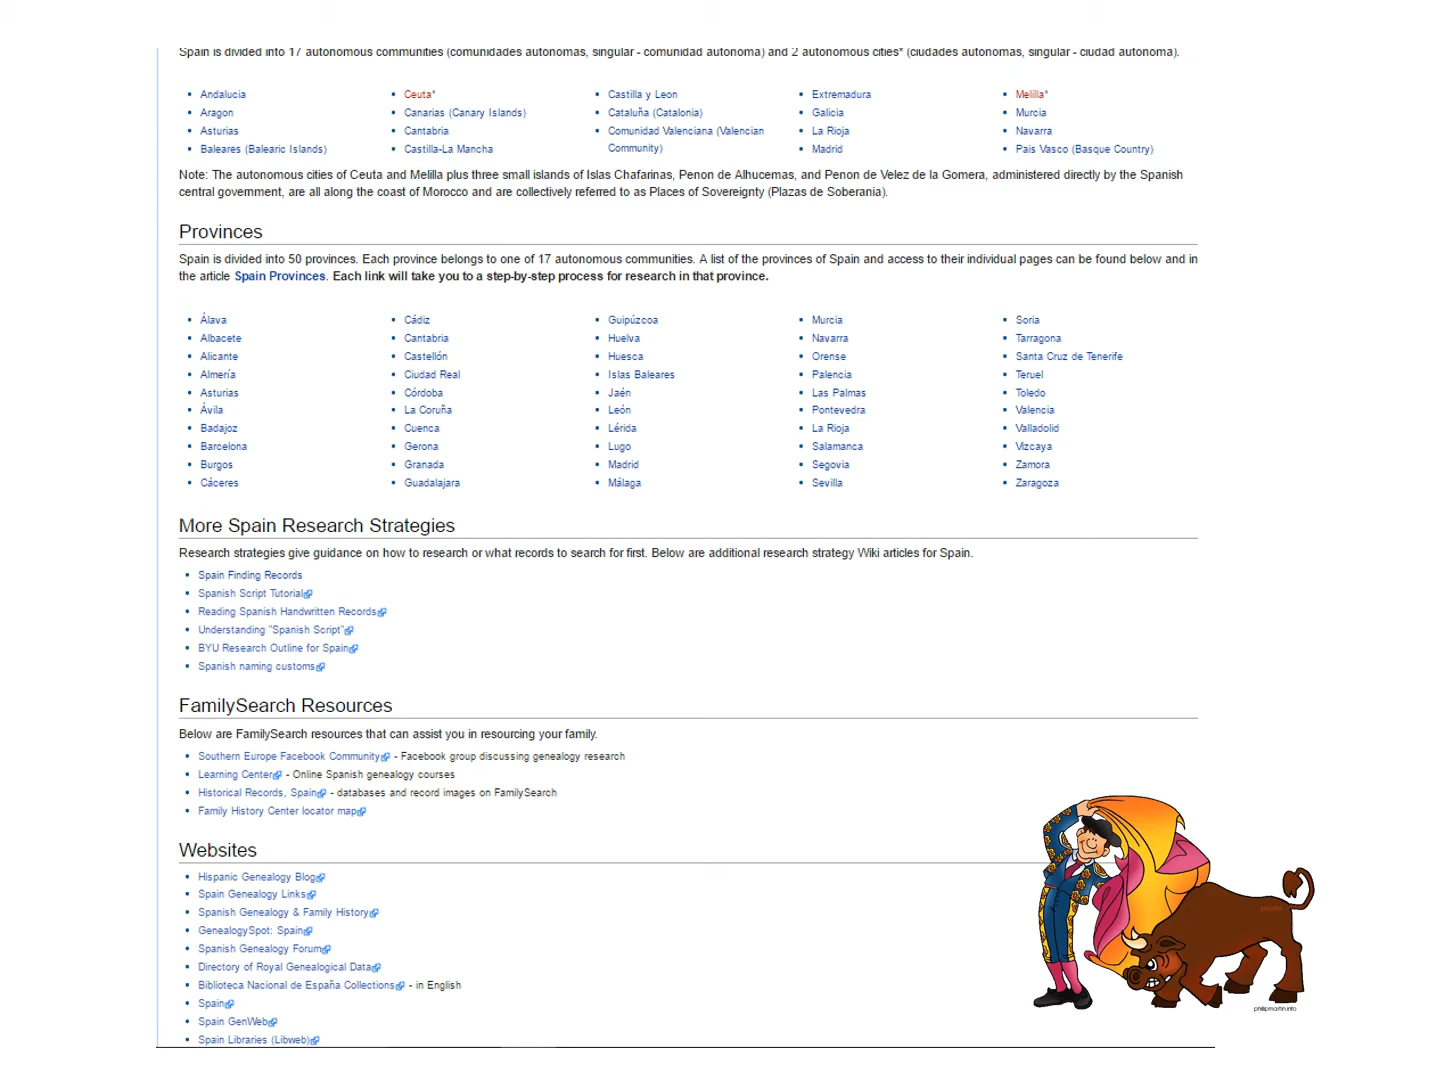 Spain is divided into 17 autonomous communities (comunidades autonomas, singular - comunidad autonoma) and 2 autonomous cities* (ciudades autonomas, singular - ciudad autonoma).
Andalucia
Aragon
Asturias
Baleares (Balearic Islands)
Ceuta*
Canarias (Canary Islands)
Cantabria
Castilla-La Mancha
Castilla y Leon
Cataluña (Catalonia)
Comunidad Valenciana (Valencian
Community)
Extremadura
Galicia
La Rioja
Madrid
Melilla*
Murcia
Navarra
Pais Vasco (Basque Country)
Note: The autonomous cities of Ceuta and Melilla plus three small islands of Islas Chafarinas, Penon de Alhucemas, and Penon de Velez de la Gomera, administered directly by the Spanish
central government, are all along the coast of Morocco and are collectively referred to as Places of Sovereignty (Plazas de Soberania).
Provinces
Spain is divided into 50 provinces. Each province belongs to one of 17 autonomous communities. A list of the provinces of Spain and access to their individual pages can be found below and in
the article Spain Provinces. Each link will take you to a step-by-step process for research in that province.
Álava
Albacete
Alicante
Almería
Asturias
Ávila
Badajoz
Barcelona
Burgos
Cáceres
Cádiz
Cantabria
Castellón
Ciudad Real
Córdoba
La Coruña
Cuenca
Gerona
Granada
Guadalajara
Guipúzcoa
Huelva
Huesca
Islas Baleares
Jaén
León
Lérida
Lugo
Madrid
Málaga
Murcia
Navarra
Orense
Palencia
Las Palmas
Pontevedra
La Rioja
Salamanca
Segovia
Sevilla
Soria
Tarragona
Santa Cruz de Tenerife
Teruel
Toledo
Valencia
Valladolid
Vizcaya
Zamora
Zaragoza
More Spain Research Strategies
Research strategies give guidance on how to research or what records to search for first. Below are additional research strategy Wiki articles for Spain.
Spain Finding Records
Spanish Script Tutorial
Reading Spanish Handwritten Records
Understanding "Spanish Script"
BYU Research Outline for Spain
Spanish naming customs
FamilySearch Resources
Below are FamilySearch resources that can assist you in resourcing your family.
Southern Europe Facebook Community - Facebook group discussing genealogy research
Learning Center - Online Spanish genealogy courses
Historical Records, Spain - databases and record images on FamilySearch
Family History Center locator map
Websites
Hispanic Genealogy Blog
Spain Genealogy Links
Spanish Genealogy & Family History
GenealogySpot: Spain
Spanish Genealogy Forum
Directory of Royal Genealogical Data
Biblioteca Nacional de España Collections - in English
Spain
Spain GenWeb
Spain Libraries (Libweb)
MARTIN
phillipmartin.info